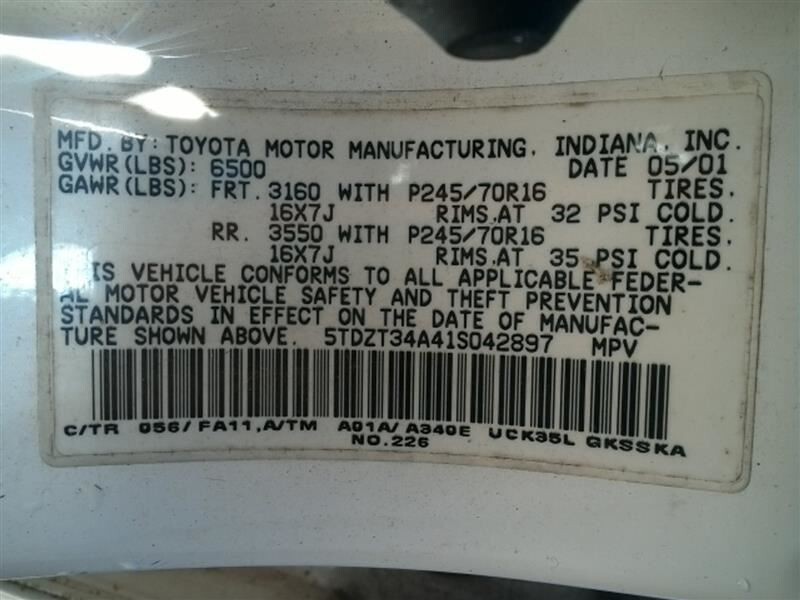 MFD. BY: TOYOTA MOTOR MANUFACTURING, INDIANA, INC.
GVWR(LBS): 6500 DATE 05/01
GAWR(LBS): FRT. 3160 WITH P245/70R16 TIRES,
16X7J RIMS,AT 32 PSI COLD.
RR. 3550 WITH P245/70R16 TIRES,
16X7J RIMS,AT 35 PSI COLD.
THIS VEHICLE CONFORMS TO ALL APPLICABLE FEDER-
AL MOTOR VEHICLE SAFETY AND THEFT PREVENTION
STANDARDS IN EFFECT ON THE DATE OF MANUFAC-
TURE SHOWN ABOVE. 5TDZT34A41S042897 MPV
C/TR 056/FA11,A/TM A01A/A340E UCK35L GKSSKA
NO.226